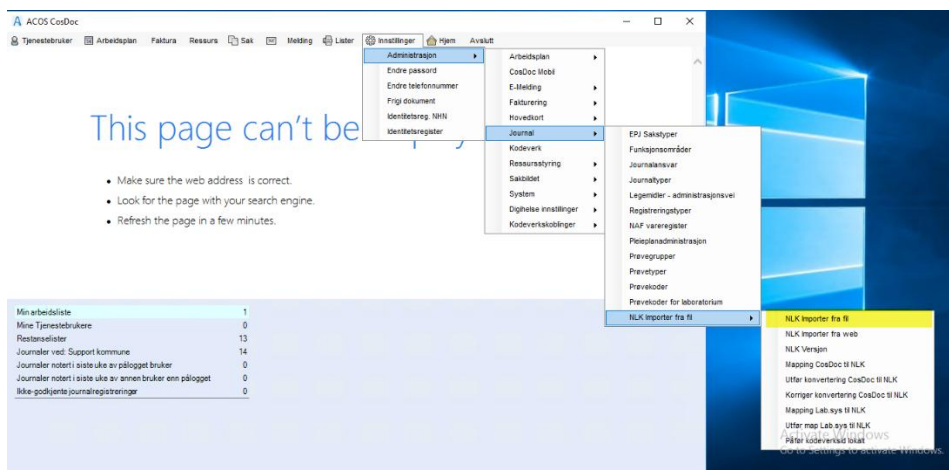 ACOS CosDoc
Tjenestebruker Arbeidsplan Faktura Ressurs Sak Melding Lister Innstillinger Hjem Avslutt
Administrasjon
Endre passord
Endre telefonnummer
Frigi dokument
Identitetsreg. NHN
Identitetsregister
Arbeidsplan
CosDoc Mobil
E-Melding
Fakturering
Hovedkort
Journal
Kodeverk
Ressursstyring
Sakbildet
System
Digihelse innstillinger
Kodeverkskoblinger
EPJ Sakstyper
Funksjonsområder
Journalansvar
Journaltyper
Legemidler - administrasjonsvei
Registreringstyper
NAF vareregister
Pleieplanadministrasjon
Prøvegrupper
Prøvetyper
Prøvekoder
Prøvekoder for laboratorium
NLK Importer fra fil
NLK Importer fra fil
NLK Importer fra web
NLK Versjon
Mapping CosDoc til NLK
Utfør konvertering CosDoc til NLK
Korriger konvertering CosDoc til NLK
Mapping Lab.sys til NLK
Utfør map Lab.sys til NLK
Påfør kodeverksid lokalt
This page can't be
• Make sure the web address is correct.
• Look for the page with your search engine.
• Refresh the page in a few minutes.
Min arbeidsliste 1
Mine Tjenestebrukere 0
Restanselister 13
Journaler ved: Support kommune 14
Journaler notert i siste uke av pålogget bruker 0
Journaler notert i siste uke av annen bruker enn pålogget 0
Ikke-godkjente journalregistreringer 0
Activate Windows
Go to Settings to activate Windows.